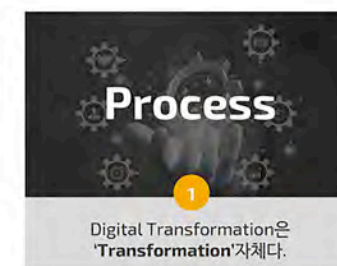 Process
1
Digital Transformation은
'Transformation'자체다.